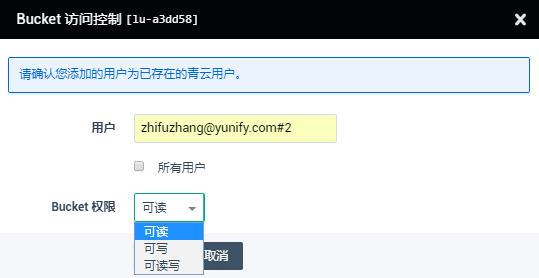 Bucket 访问控制 [lu-a3dd58]
请确认您添加的用户为已存在的青云用户。
用户 zhifuzhang@yunify.com#2
所有用户
Bucket 权限 可读
可读
可写
可读写
取消